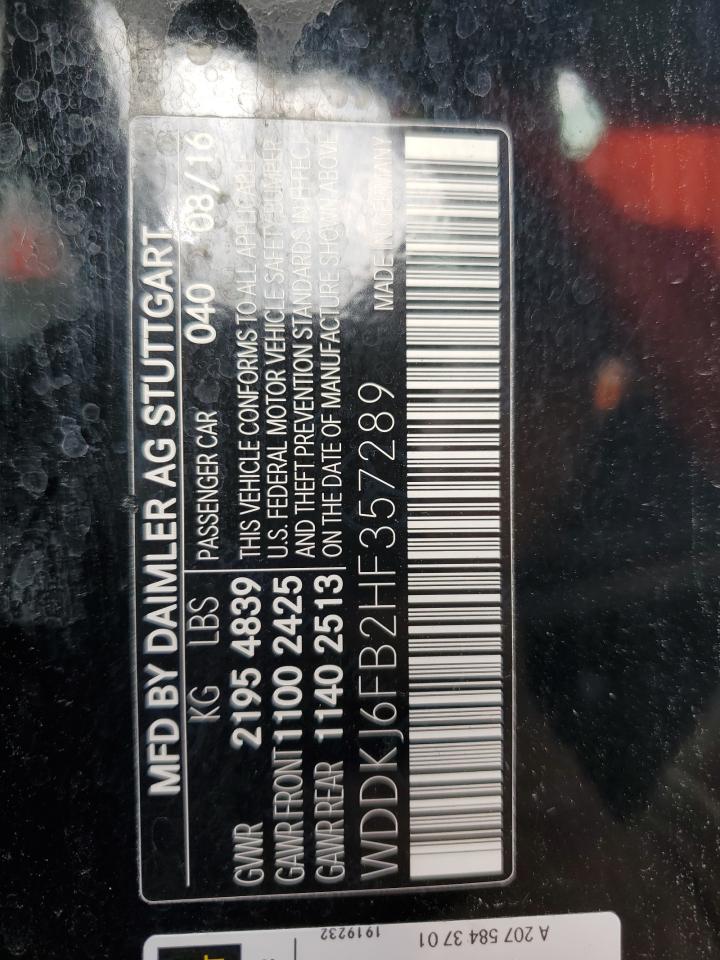 MFD BY DAIMLER AG STUTTGART
KG LBS PASSENGER CAR 040 08/16
GVWR 2195 4839 THIS VEHICLE CONFORMS TO ALL APPLICABLE
GAWR FRONT 1100 2425 U.S. FEDERAL MOTOR VEHICLE SAFETY, BUMPER,
GAWR REAR 1140 2513 AND THEFT PREVENTION STANDARDS IN EFFECT
ON THE DATE OF MANUFACTURE SHOWN ABOVE.
WDDKJ6FB2HF357289 MADE IN GERMANY
1919232
A 207 584 37 01